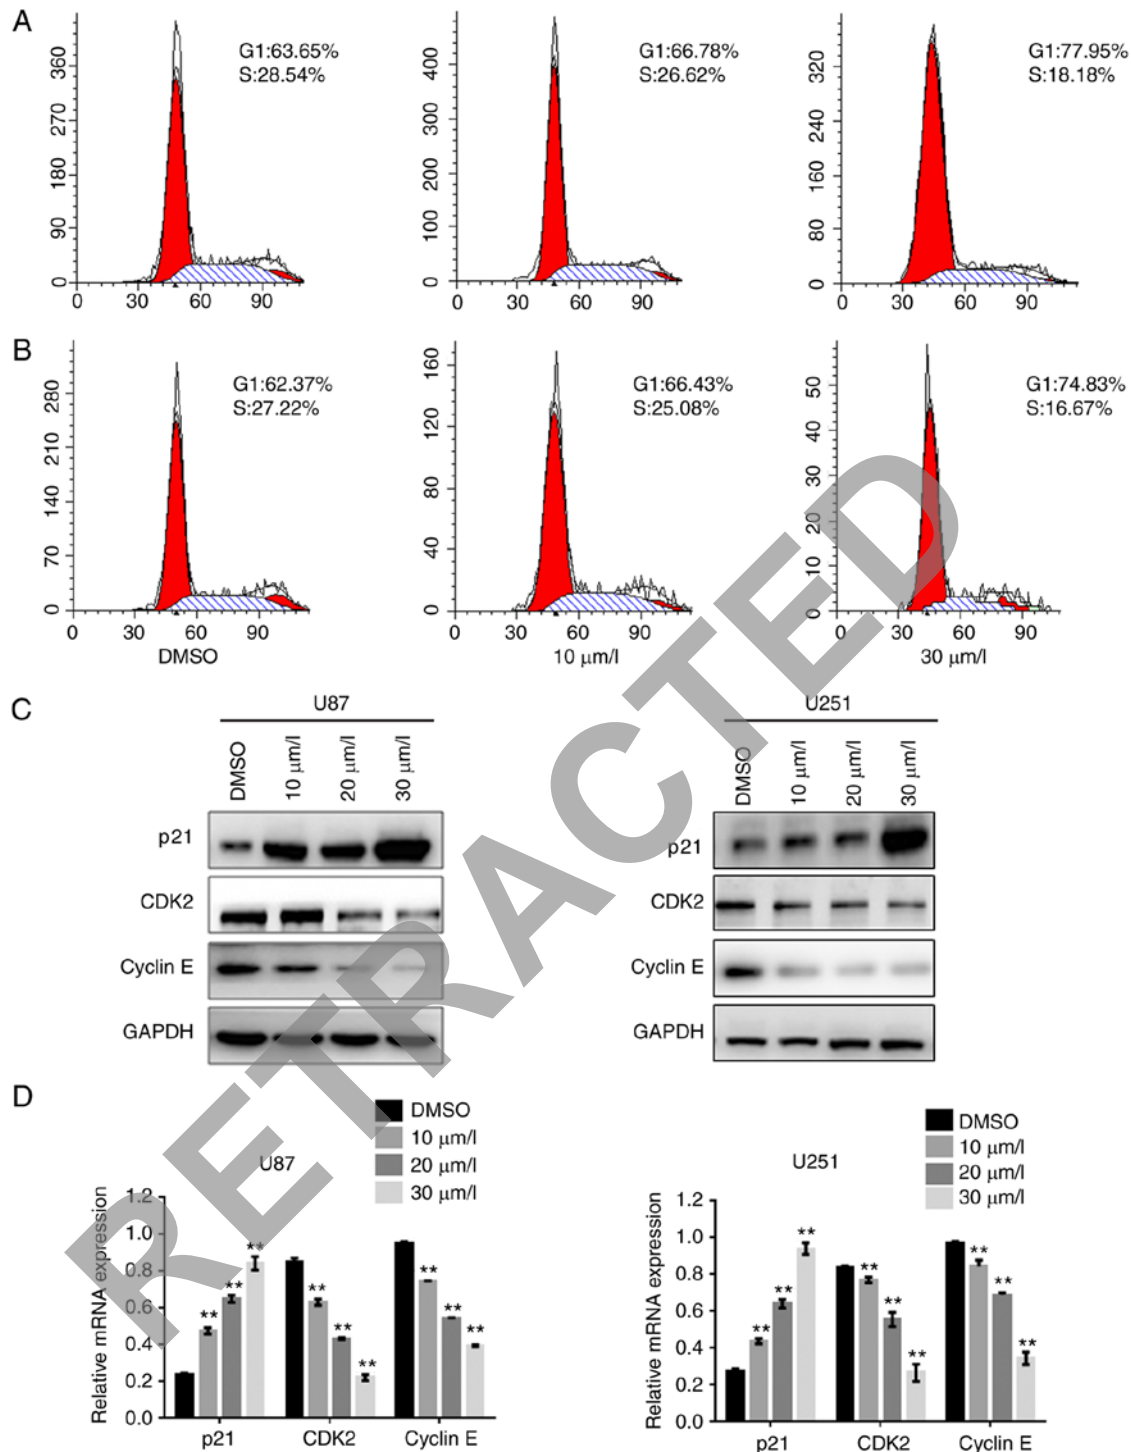 A
G1:63.65%
S:28.54%
360
270
180
90
0
0 30 60 90
G1:66.78%
S:26.62%
400
300
200
100
0
0 30 60 90
G1:77.95%
S:18.18%
320
240
160
80
0
0 30 60 90
B
G1:62.37%
S:27.22%
280
210
140
70
0
0 30 60 90
DMSO
G1:66.43%
S:25.08%
160
120
80
40
0
0 30 60 90
10 μm/l
G1:74.83%
S:16.67%
50
40
30
20
10
0
0 30 60 90
30 μm/l
RETRACTED
C
U87
DMSO
10 μm/l
20 μm/l
30 μm/l
p21
CDK2
Cyclin E
GAPDH
U251
DMSO
10 μm/l
20 μm/l
30 μm/l
p21
CDK2
Cyclin E
GAPDH
D
DMSO
10 μm/l
20 μm/l
30 μm/l
U87
Relative mRNA expression
1.2
1.0
0.8
0.6
0.4
0.2
0.0
** ** **
** ** **
** ** **
p21 CDK2 Cyclin E
DMSO
10 μm/l
20 μm/l
30 μm/l
U251
Relative mRNA expression
1.2
1.0
0.8
0.6
0.4
0.2
0.0
** ** **
** ** **
** ** **
p21 CDK2 Cyclin E